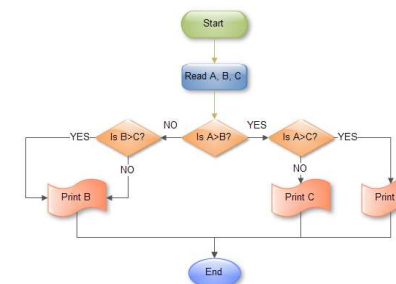 Start
Read A, B, C
NO
YES
YES
Is B>C?
Is A>B?
Is A>C?
YES
NO
NO
Print B
Print C
Print
End